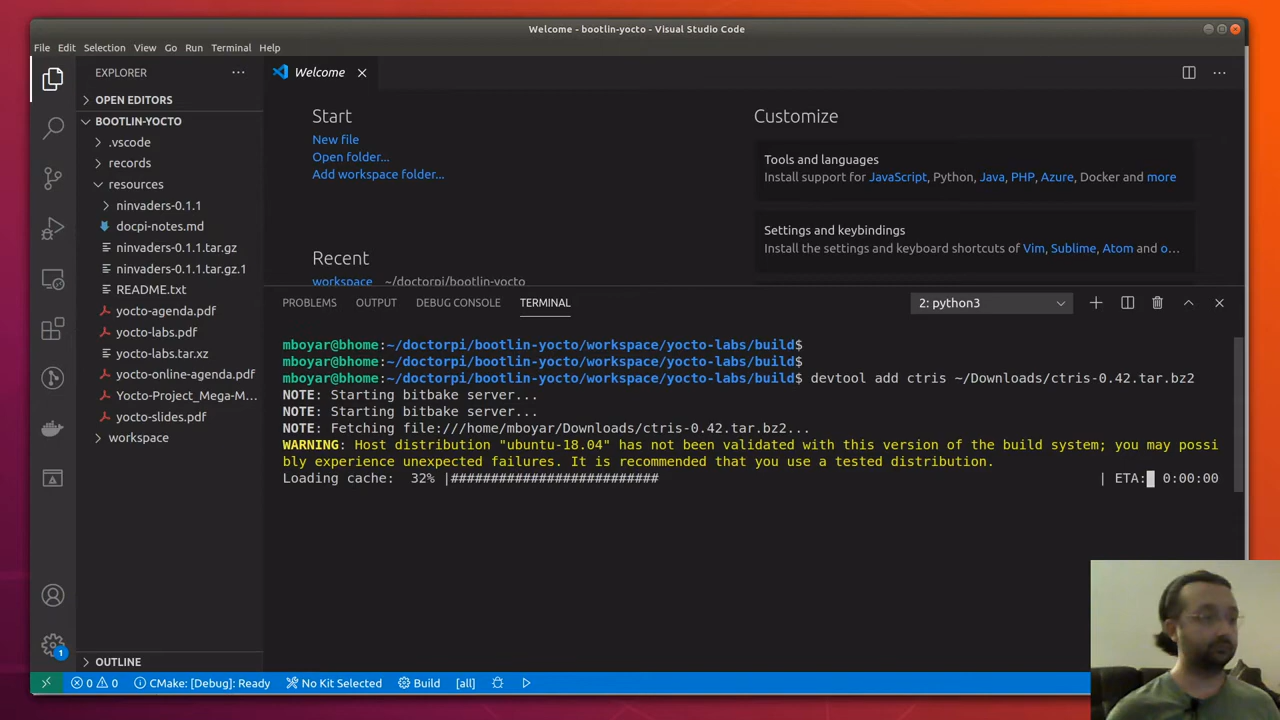 Welcome - bootlin-yocto - Visual Studio Code
File Edit Selection View Go Run Terminal Help
EXPLORER
OPEN EDITORS
BOOTLIN-YOCTO
.vscode
records
resources
ninvaders-0.1.1
docpi-notes.md
ninvaders-0.1.1.tar.gz
ninvaders-0.1.1.tar.gz.1
README.txt
yocto-agenda.pdf
yocto-labs.pdf
yocto-labs.tar.xz
yocto-online-agenda.pdf
Yocto-Project_Mega-M...
yocto-slides.pdf
workspace
OUTLINE
Welcome
Start
New file
Open folder...
Add workspace folder...
Recent
workspace ~/doctorpi/bootlin-yocto
Customize
Tools and languages
Install support for JavaScript, Python, Java, PHP, Azure, Docker and more
Settings and keybindings
Install the settings and keyboard shortcuts of Vim, Sublime, Atom and o...
PROBLEMS OUTPUT DEBUG CONSOLE TERMINAL
2: python3
mboyar@bhome:~/doctorpi/bootlin-yocto/workspace/yocto-labs/build$
mboyar@bhome:~/doctorpi/bootlin-yocto/workspace/yocto-labs/build$
mboyar@bhome:~/doctorpi/bootlin-yocto/workspace/yocto-labs/build$ devtool add ctris ~/Downloads/ctris-0.42.tar.bz2
NOTE: Starting bitbake server...
NOTE: Starting bitbake server...
NOTE: Fetching file:///home/mboyar/Downloads/ctris-0.42.tar.bz2...
WARNING: Host distribution "ubuntu-18.04" has not been validated with this version of the build system; you may possi
bly experience unexpected failures. It is recommended that you use a tested distribution.
Loading cache: 32% |########################## | ETA: 0:00:00
1
0 0 CMake: [Debug]: Ready No Kit Selected Build [all]